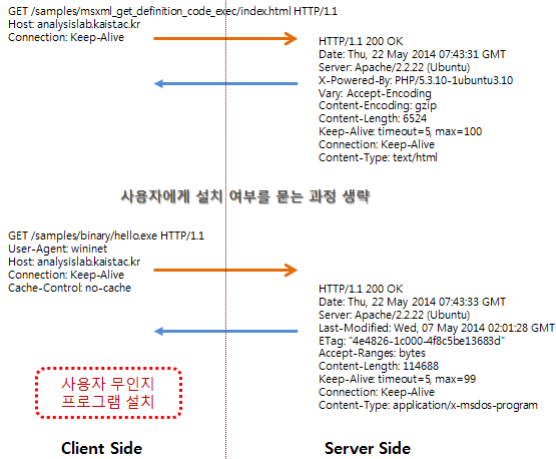 GET /samples/msxml_get_definition_code_exec/index.html HTTP/1.1
Host: analysislab.kaistac.kr
Connection: Keep-Alive
HTTP/1.1 200 OK
Date: Thu, 22 May 2014 07:43:31 GMT
Server: Apache/2.2.22 (Ubuntu)
X-Powered-By: PHP/5.3.10-1ubuntu3.10
Vary: Accept-Encoding
Content-Encoding: gzip
Content-Length: 6524
Keep-Alive: timeout=5, max=100
Connection: Keep-Alive
Content-Type: text/html
사용자에게 설치 여부를 묻는 과정 생략
GET /samples/binary/hello.exe HTTP/1.1
User-Agent: wininet
Host: analysislab.kaistac.kr
Connection: Keep-Alive
Cache-Control: no-cache
HTTP/1.1 200 OK
Date: Thu, 22 May 2014 07:43:33 GMT
Server: Apache/2.2.22 (Ubuntu)
Last-Modified: Wed, 07 May 2014 02:01:28 GMT
ETag: "4e4826-1c000-4f8c5be13683d"
Accept-Ranges: bytes
Content-Length: 114688
Keep-Alive: timeout=5, max=99
Connection: Keep-Alive
Content-Type: application/x-msdos-program
사용자 무인지
프로그램 설치
Client Side
Server Side